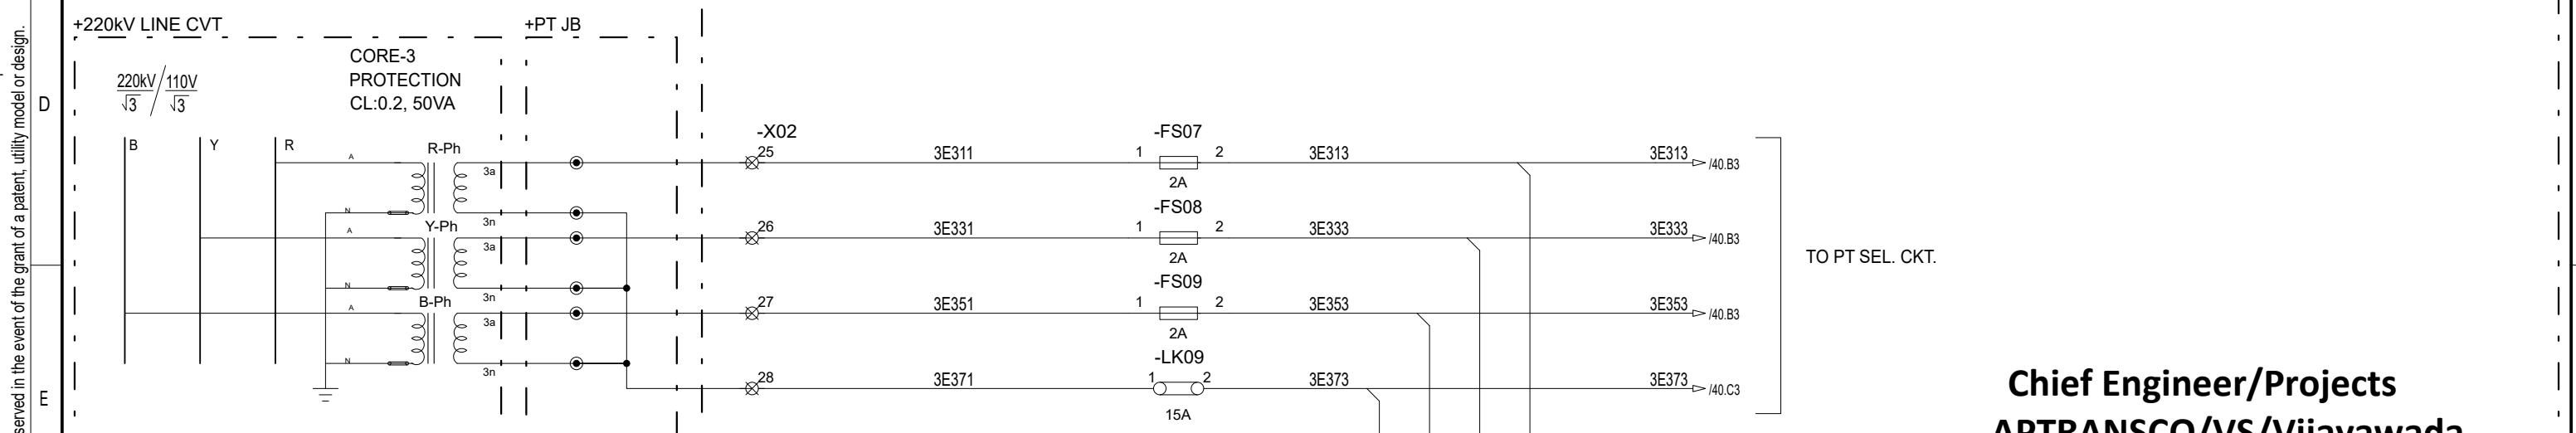 served in the event of the grant of a patent, utility model or design.
D
E
+220kV LINE CVT
+PT JB
220kV/110V
√3 √3
CORE-3
PROTECTION
CL:0.2, 50VA
B Y R
A R-Ph 3a
N 3n
A Y-Ph 3a
N 3n
A B-Ph 3a
N 3n
-X02
25 3E311 1 -FS07 2 3E313 3E313 /40.B3
2A
26 3E331 1 -FS08 2 3E333 3E333 /40.B3
2A
27 3E351 1 -FS09 2 3E353 3E353 /40.B3
2A
28 3E371 1 -LK09 2 3E373 3E373 /40.C3
15A
TO PT SEL. CKT.
Chief Engineer/Projects
APTRANSCO/VS/Vijayawada